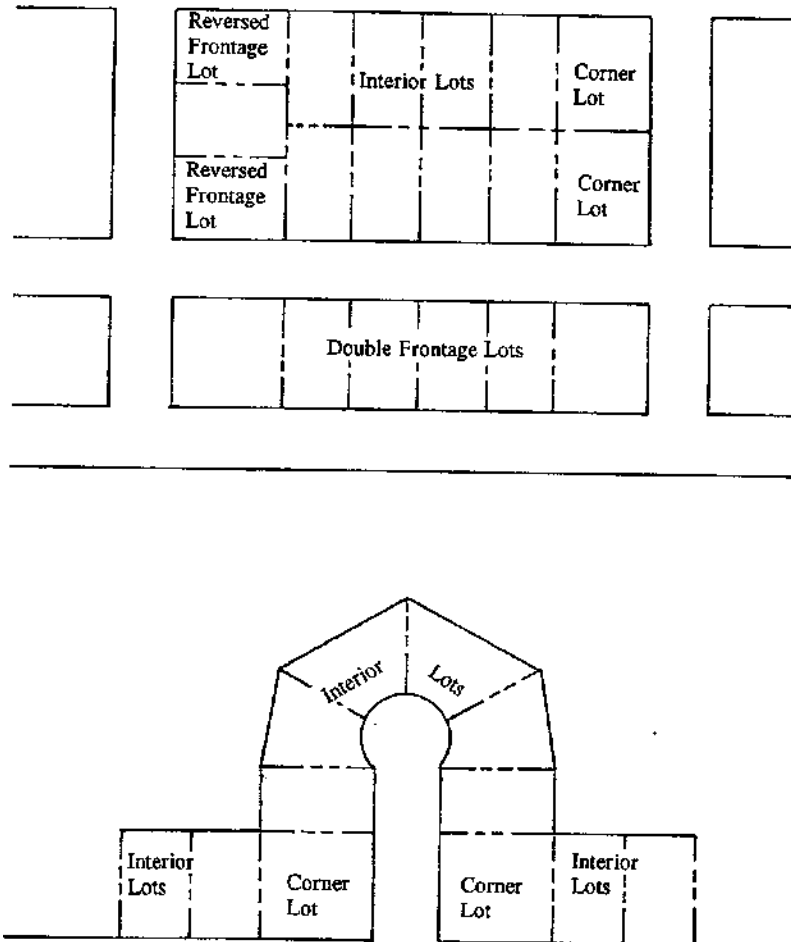 Reversed
Frontage
Lot
Interior Lots
Corner
Lot
Reversed
Frontage
Lot
Corner
Lot
Double Frontage Lots
Interior
Lots
Interior
Lots
Corner
Lot
Corner
Lot
Interior
Lots